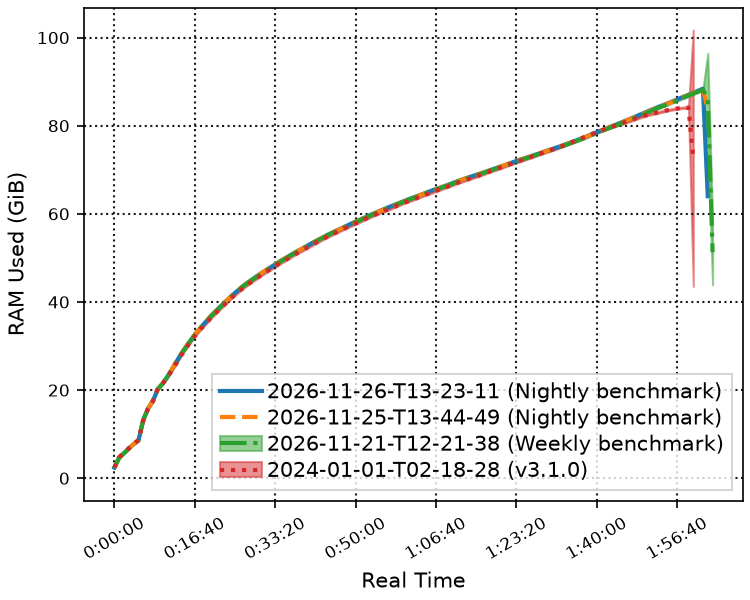 100
80
60
40
20
0
RAM Used (GiB)
2026-11-26-T13-23-11 (Nightly benchmark)
2026-11-25-T13-44-49 (Nightly benchmark)
2026-11-21-T12-21-38 (Weekly benchmark)
2024-01-01-T02-18-28 (v3.1.0)
0:00:00
0:16:40
0:33:20
0:50:00
1:06:40
1:23:20
1:40:00
1:56:40
Real Time